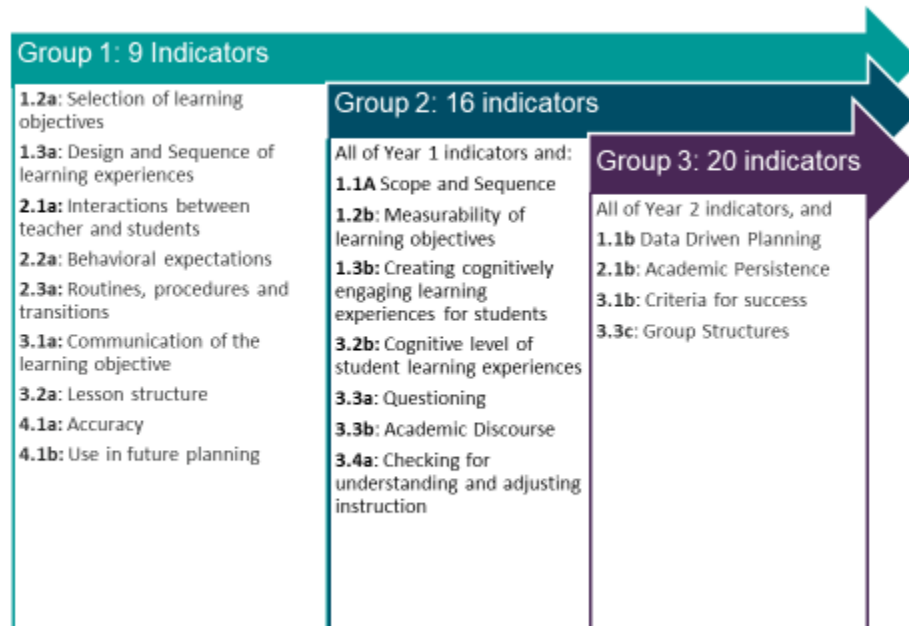 Group 1: 9 Indicators
1.2a: Selection of learning
objectives
1.3a: Design and Sequence of
learning experiences
2.1a: Interactions between
teacher and students
2.2a: Behavioral expectations
2.3a: Routines, procedures and
transitions
3.1a: Communication of the
learning objective
3.2a: Lesson structure
4.1a: Accuracy
4.1b: Use in future planning
Group 2: 16 indicators
All of Year 1 indicators and:
1.1A Scope and Sequence
1.2b: Measurability of
learning objectives
1.3b: Creating cognitively
engaging learning
experiences for students
3.2b: Cognitive level of
student learning experiences
3.3a: Questioning
3.3b: Academic Discourse
3.4a: Checking for
understanding and adjusting
instruction
Group 3: 20 indicators
All of Year 2 indicators, and
1.1b Data Driven Planning
2.1b: Academic Persistence
3.1b: Criteria for success
3.3c: Group Structures